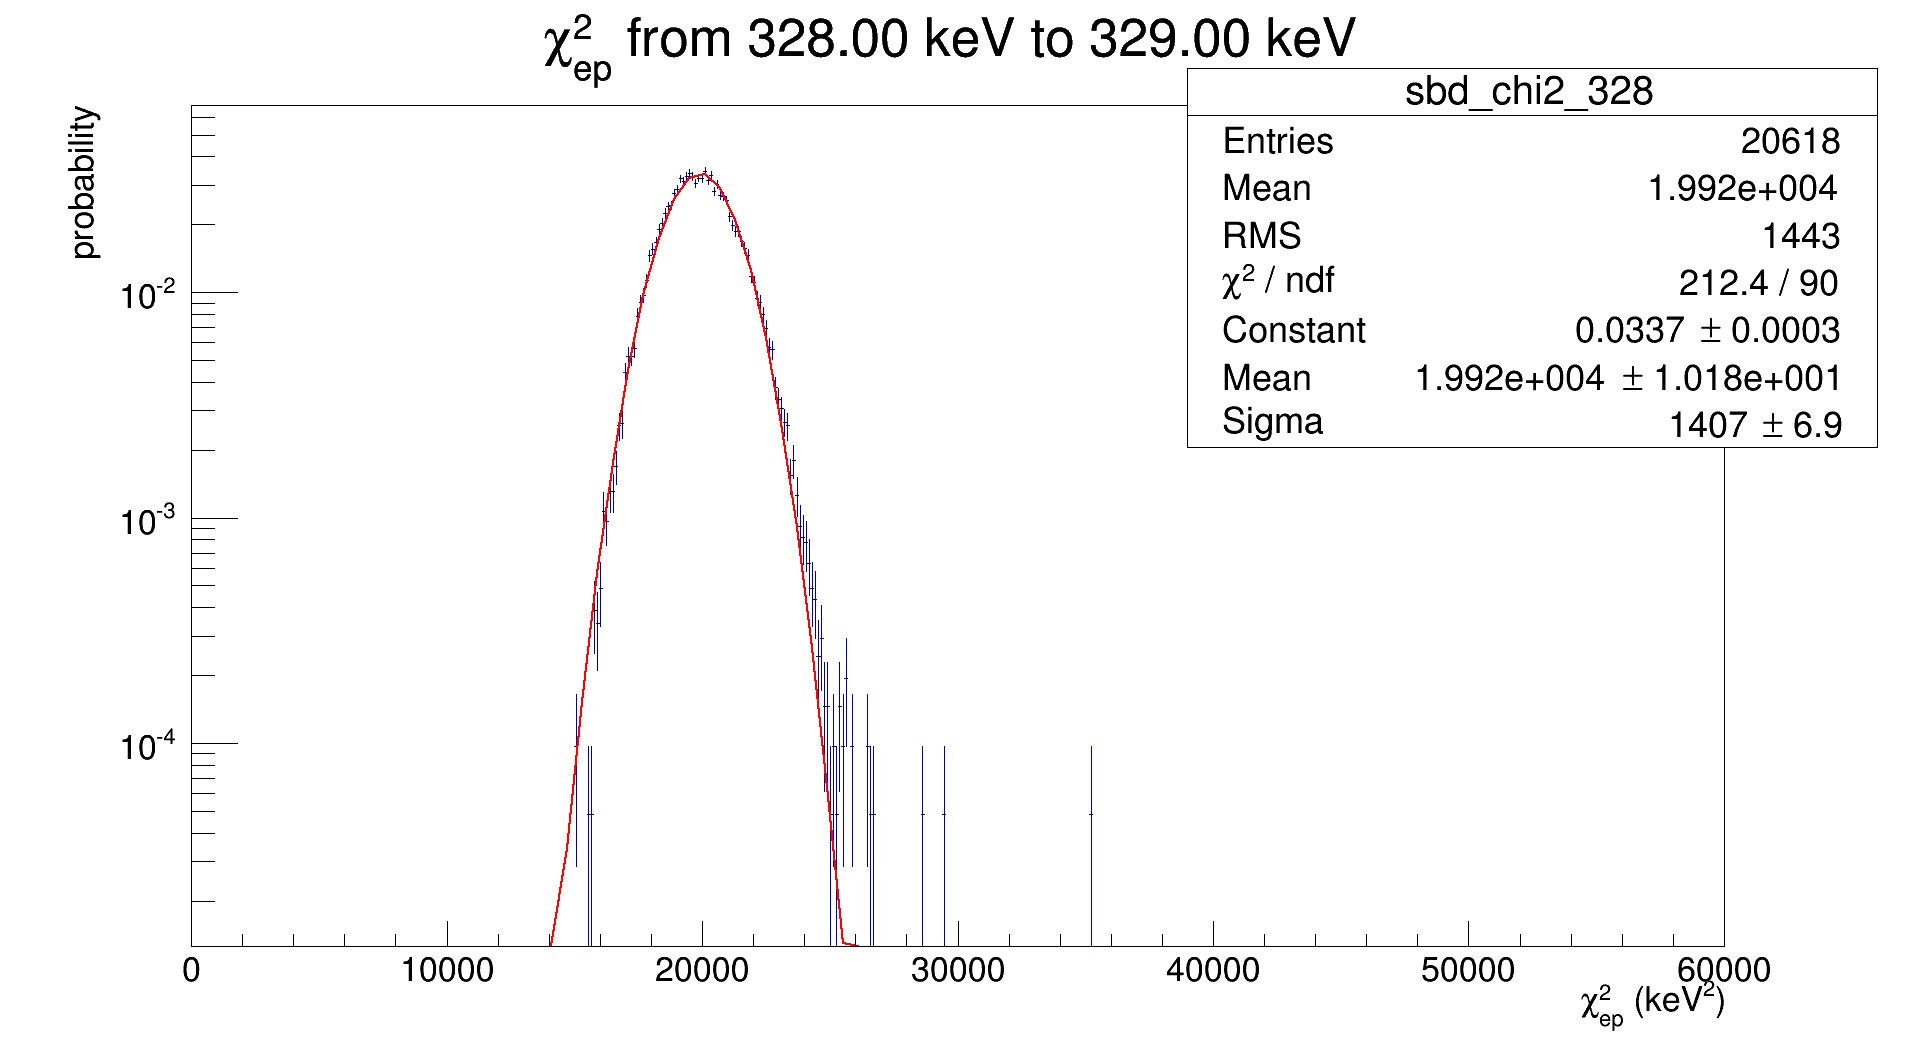 χ²ep from 328.00 keV to 329.00 keV
sbd_chi2_328
Entries 20618
Mean 1.992e+004
RMS 1443
χ² / ndf 212.4 / 90
Constant 0.0337 ± 0.0003
Mean 1.992e+004 ± 1.018e+001
Sigma 1407 ± 6.9
probability
10⁻²
10⁻³
10⁻⁴
0 10000 20000 30000 40000 50000 60000
χ²ep (keV²)